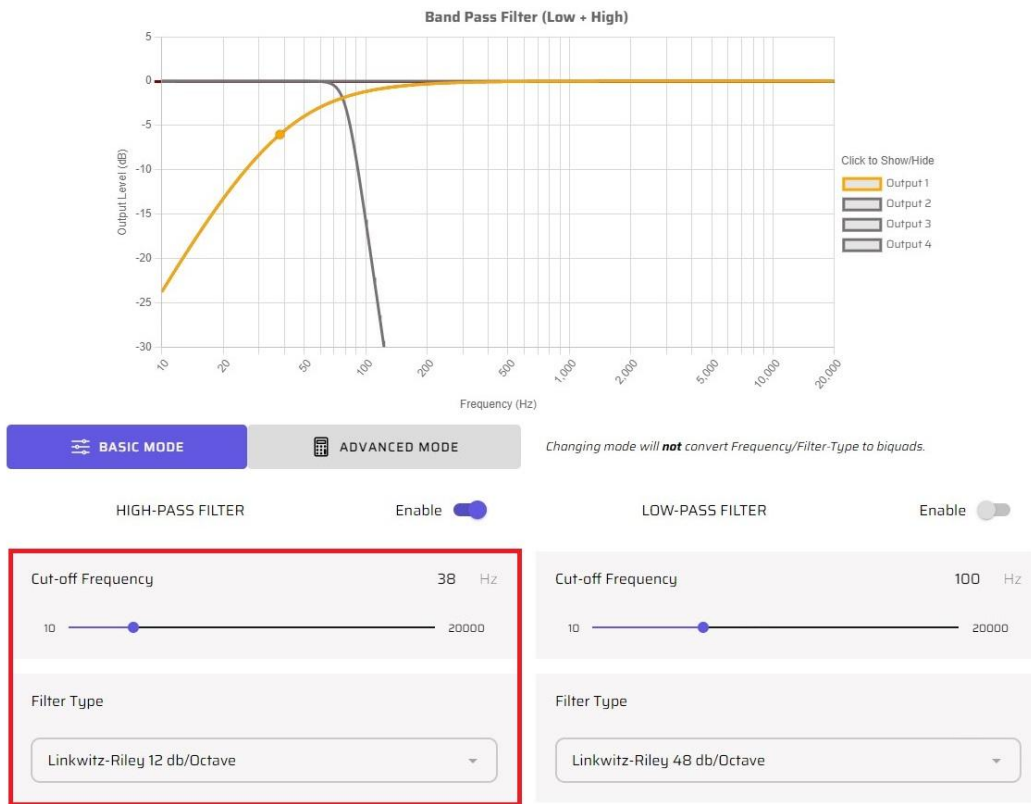 Band Pass Filter (Low + High)
5
0
-5
-10
-15
-20
-25
-30
Output Level (dB)
10 20 50 100 200 500 1,000 2,000 5,000 10,000 20,000
Frequency (Hz)
Click to Show/Hide
Output 1
Output 2
Output 3
Output 4
BASIC MODE ADVANCED MODE Changing mode will not convert Frequency/Filter-Type to biquads.
HIGH-PASS FILTER Enable LOW-PASS FILTER Enable
Cut-off Frequency 38 Hz
10 20000
Filter Type
Linkwitz-Riley 12 db/Octave
Cut-off Frequency 100 Hz
10 20000
Filter Type
Linkwitz-Riley 48 db/Octave